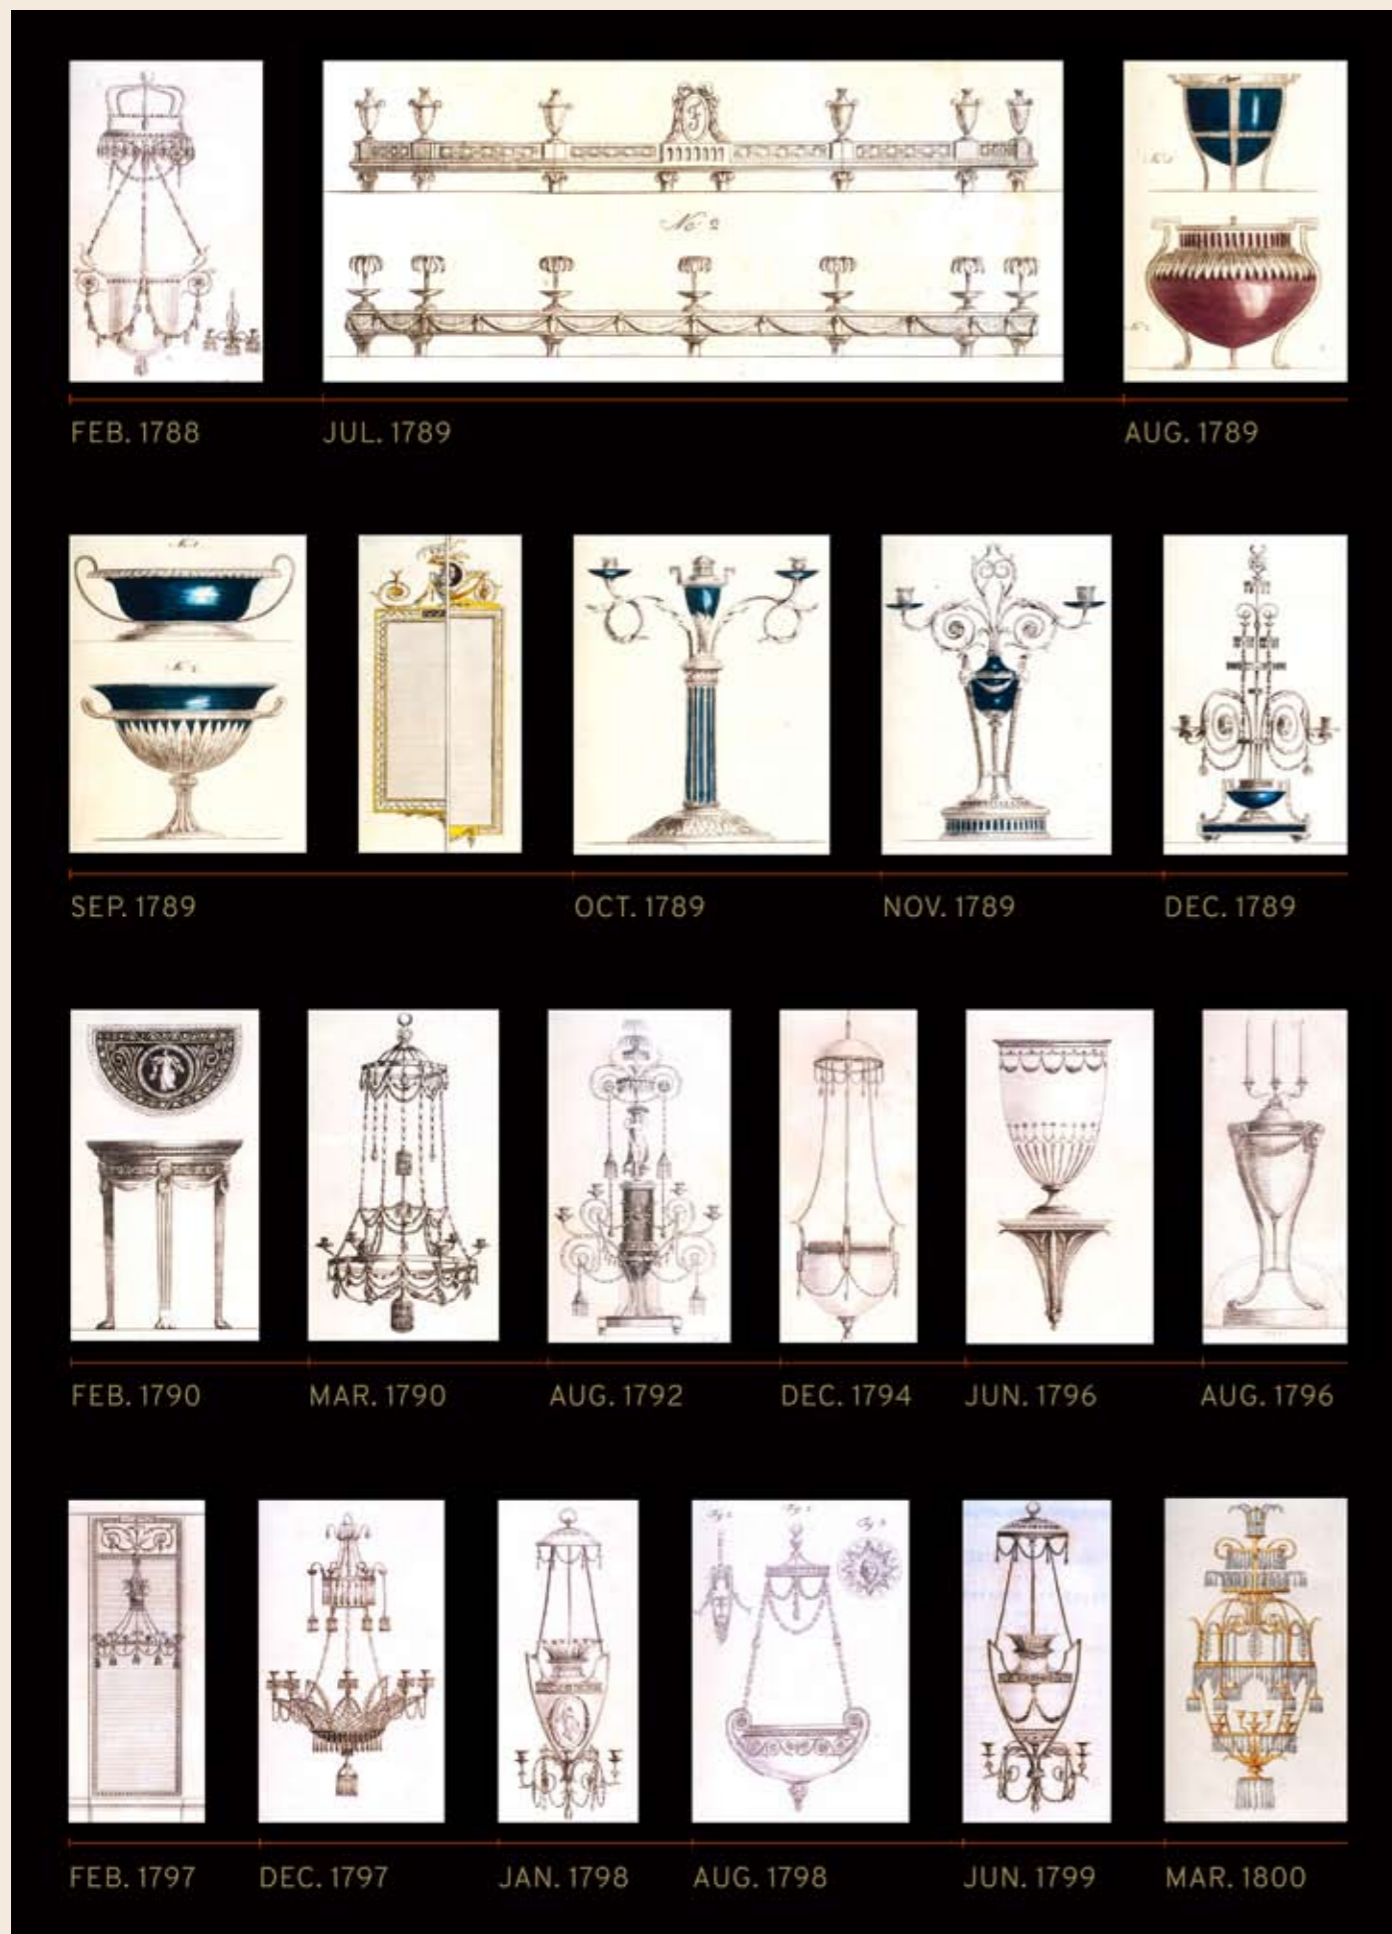 F
No. 2
FEB. 1788
JUL. 1789
AUG. 1789
SEP. 1789
OCT. 1789
NOV. 1789
DEC. 1789
FEB. 1790
MAR. 1790
AUG. 1792
DEC. 1794
JUN. 1796
AUG. 1796
FEB. 1797
DEC. 1797
JAN. 1798
AUG. 1798
JUN. 1799
MAR. 1800